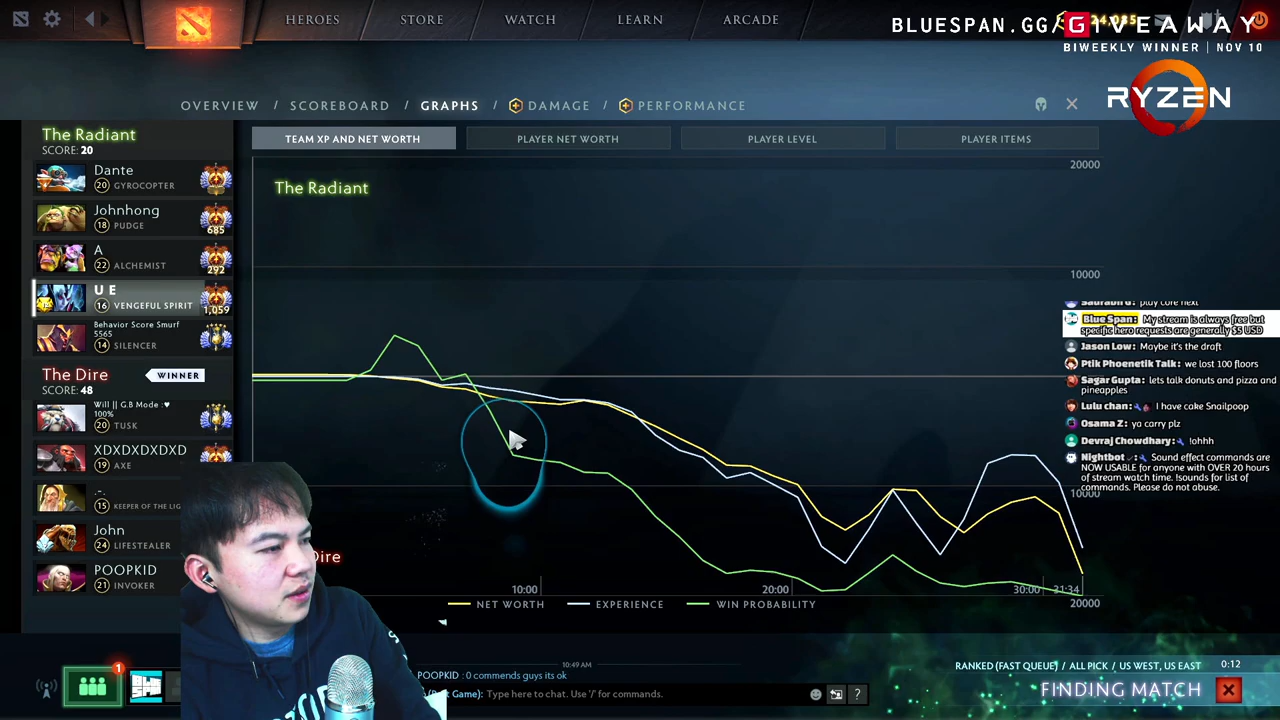 HEROES
STORE
WATCH
LEARN
ARCADE
BLUESPAN.GG/GIVEAWAY
BIWEEKLY WINNER | NOV 10
RYZEN
OVERVIEW / SCOREBOARD / GRAPHS / DAMAGE / PERFORMANCE
The Radiant
SCORE: 20
Dante
20 GYROCOPTER
Johnhong
18 PUDGE
685
A
22 ALCHEMIST
292
U E
16 VENGEFUL SPIRIT
1,059
Behavior Score Smurf
5565
14 SILENCER
The Dire
WINNER
SCORE: 48
Will || G.B Mode :♥
100%
20 TUSK
XDXDXDXDXD
19 AXE
-.-
15 KEEPER OF THE LIG
John
24 LIFESTEALER
POOPKID
21 INVOKER
TEAM XP AND NET WORTH
PLAYER NET WORTH
PLAYER LEVEL
PLAYER ITEMS
The Radiant
20000
10000
10000
20000
Dire
10:00
20:00
30:00
31:34
NET WORTH
EXPERIENCE
WIN PROBABILITY
play core next
Blue Span: My stream is always free but
specific hero requests are generally $5 USD
Jason Low: Maybe it's the draft
Ptik Phoenetik Talk: we lost 100 floors
Sagar Gupta: lets talk donuts and pizza and
pineapples
Lulu chan: I have cake Snailpoop
Osama Z: ya carry plz
Devraj Chowdhary: !ohhh
Nightbot: Sound effect commands are
NOW USABLE for anyone with OVER 20 hours
of stream watch time. !sounds for list of
commands. Please do not abuse.
10:49 AM
POOPKID : 0 commends guys its ok
Game): Type here to chat. Use '/' for commands.
?
1
RANKED (FAST QUEUE) / ALL PICK / US WEST, US EAST
0:12
FINDING MATCH